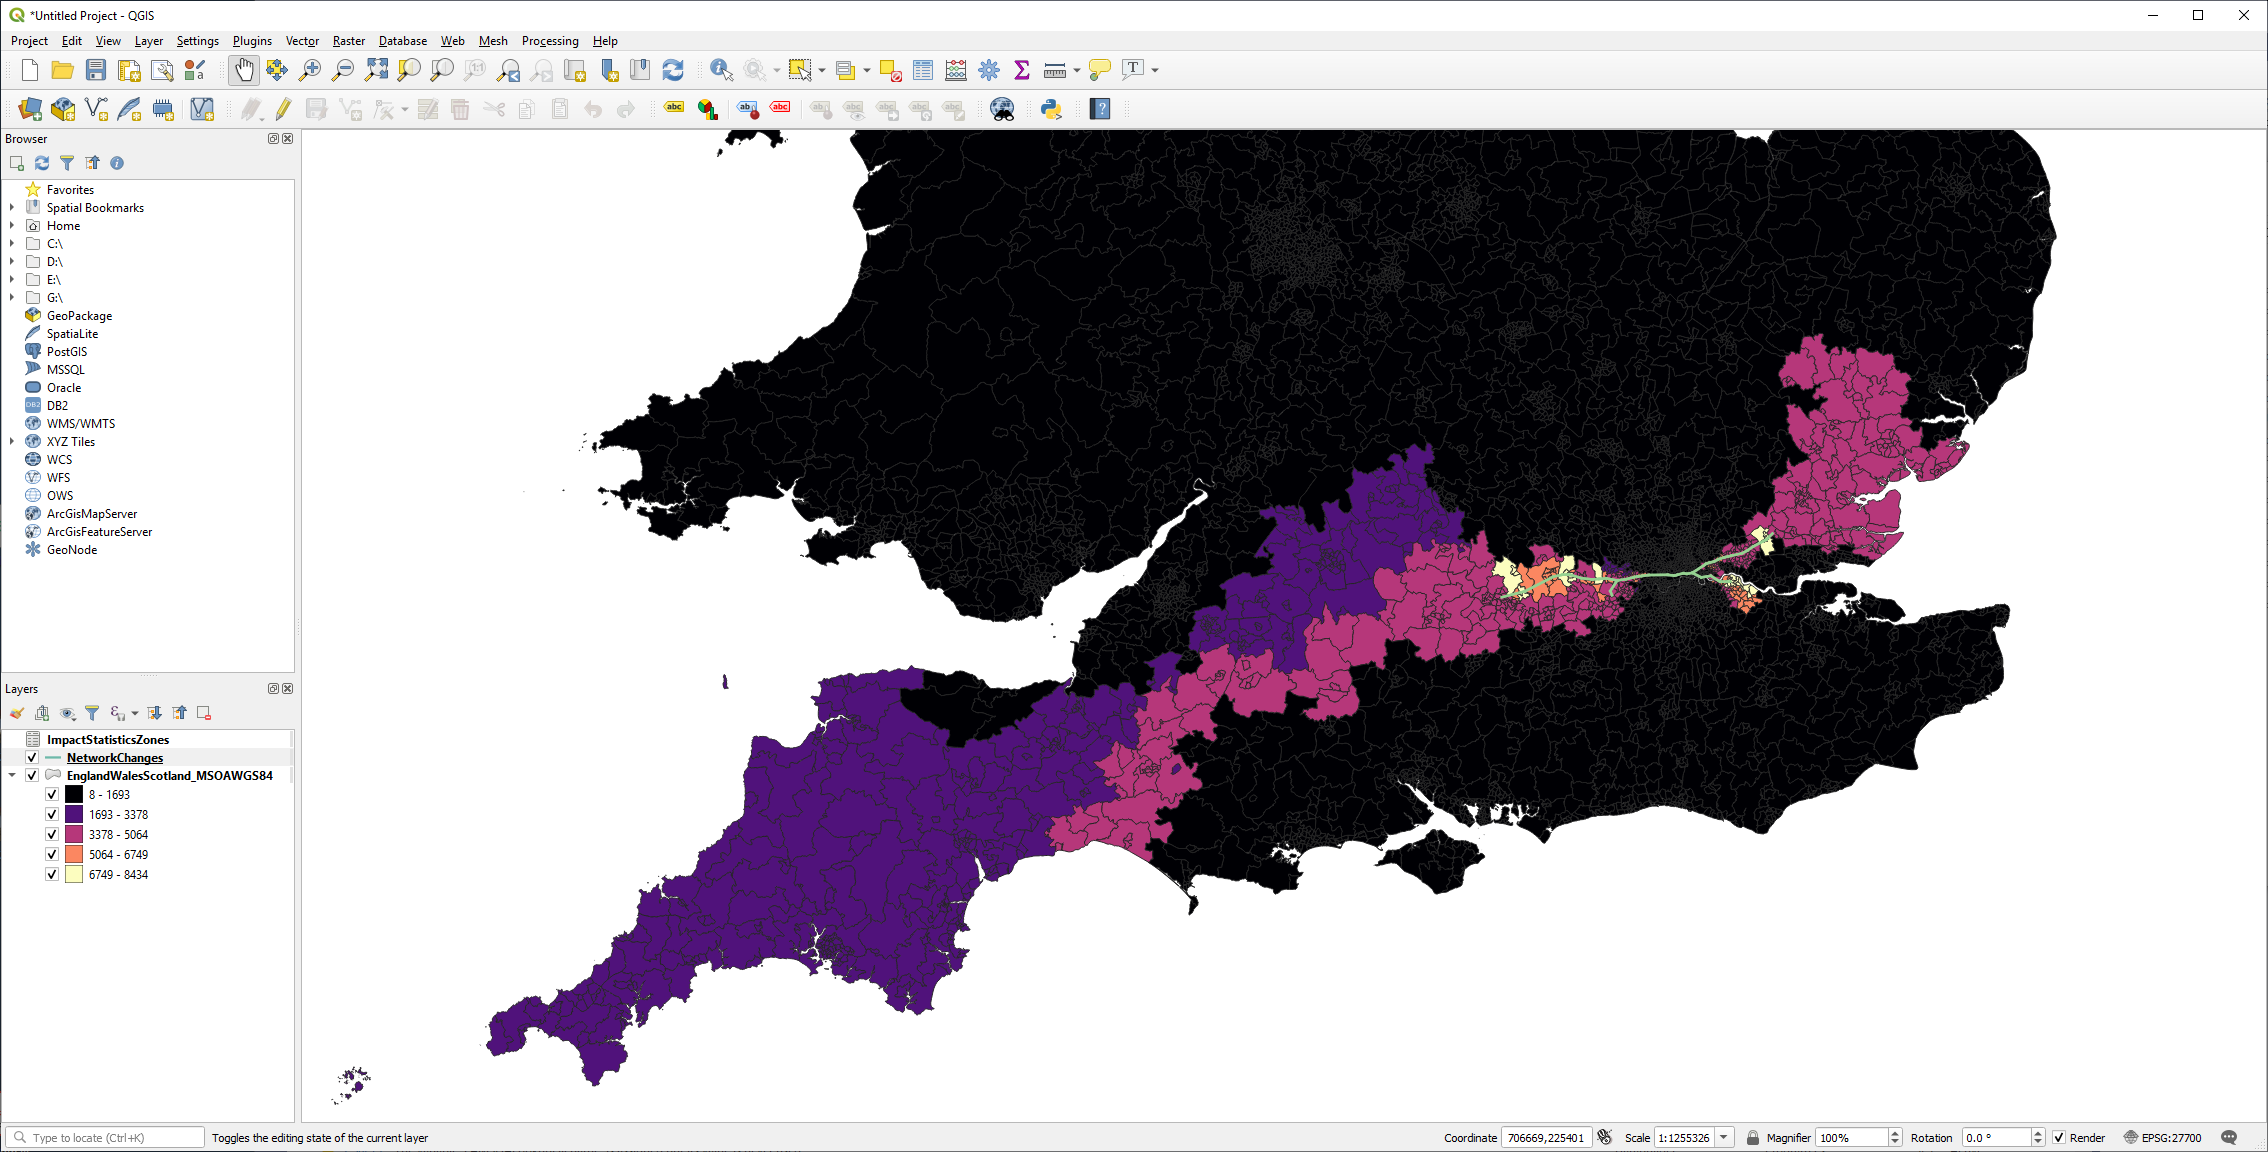 *Untitled Project - QGIS
Project Edit View Layer Settings Plugins Vector Raster Database Web Mesh Processing Help
Browser
Favorites
Spatial Bookmarks
Home
C:\
D:\
E:\
G:\
GeoPackage
SpatiaLite
PostGIS
MSSQL
Oracle
DB2
WMS/WMTS
XYZ Tiles
WCS
WFS
OWS
ArcGisMapServer
ArcGisFeatureServer
GeoNode
Layers
ImpactStatisticsZones
NetworkChanges
EnglandWalesScotland_MSOAWGS84
8 - 1693
1693 - 3378
3378 - 5064
5064 - 6749
6749 - 8434
Type to locate (Ctrl+K) Toggles the editing state of the current layer Coordinate 706669,225401 Scale 1:1255326 Magnifier 100% Rotation 0.0 ° Render EPSG:27700